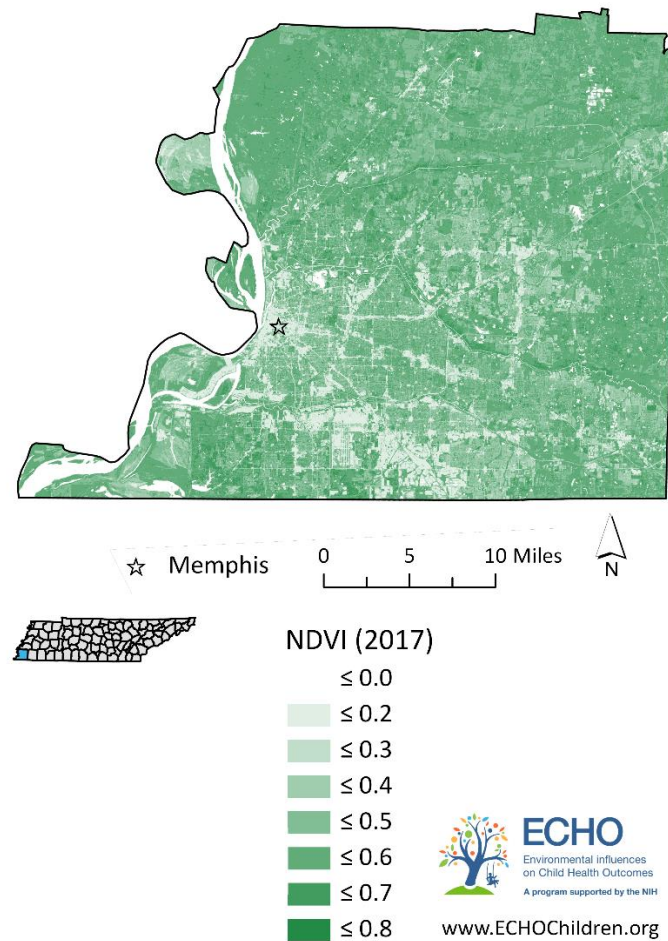 Memphis
0 5 10 Miles
N
NDVI (2017)
≤ 0.0
≤ 0.2
≤ 0.3
≤ 0.4
≤ 0.5
≤ 0.6
≤ 0.7
≤ 0.8
ECHO
Environmental influences
on Child Health Outcomes
A program supported by the NIH
www.ECHOChildren.org